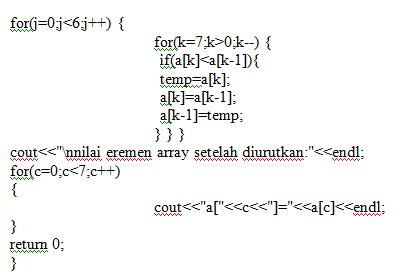 for(j=0;j<6;j++) {
for(k=7;k>0;k--) {
if(a[k]<a[k-1]){
temp=a[k];
a[k]=a[k-1];
a[k-1]=temp;
} } }
cout<<"\nnilai eremen array setelah diurutkan:"<<endl;
for(c=0;c<7;c++)
{
cout<<"a["<<c<<"]="<<a[c]<<endl;
}
return 0;
}